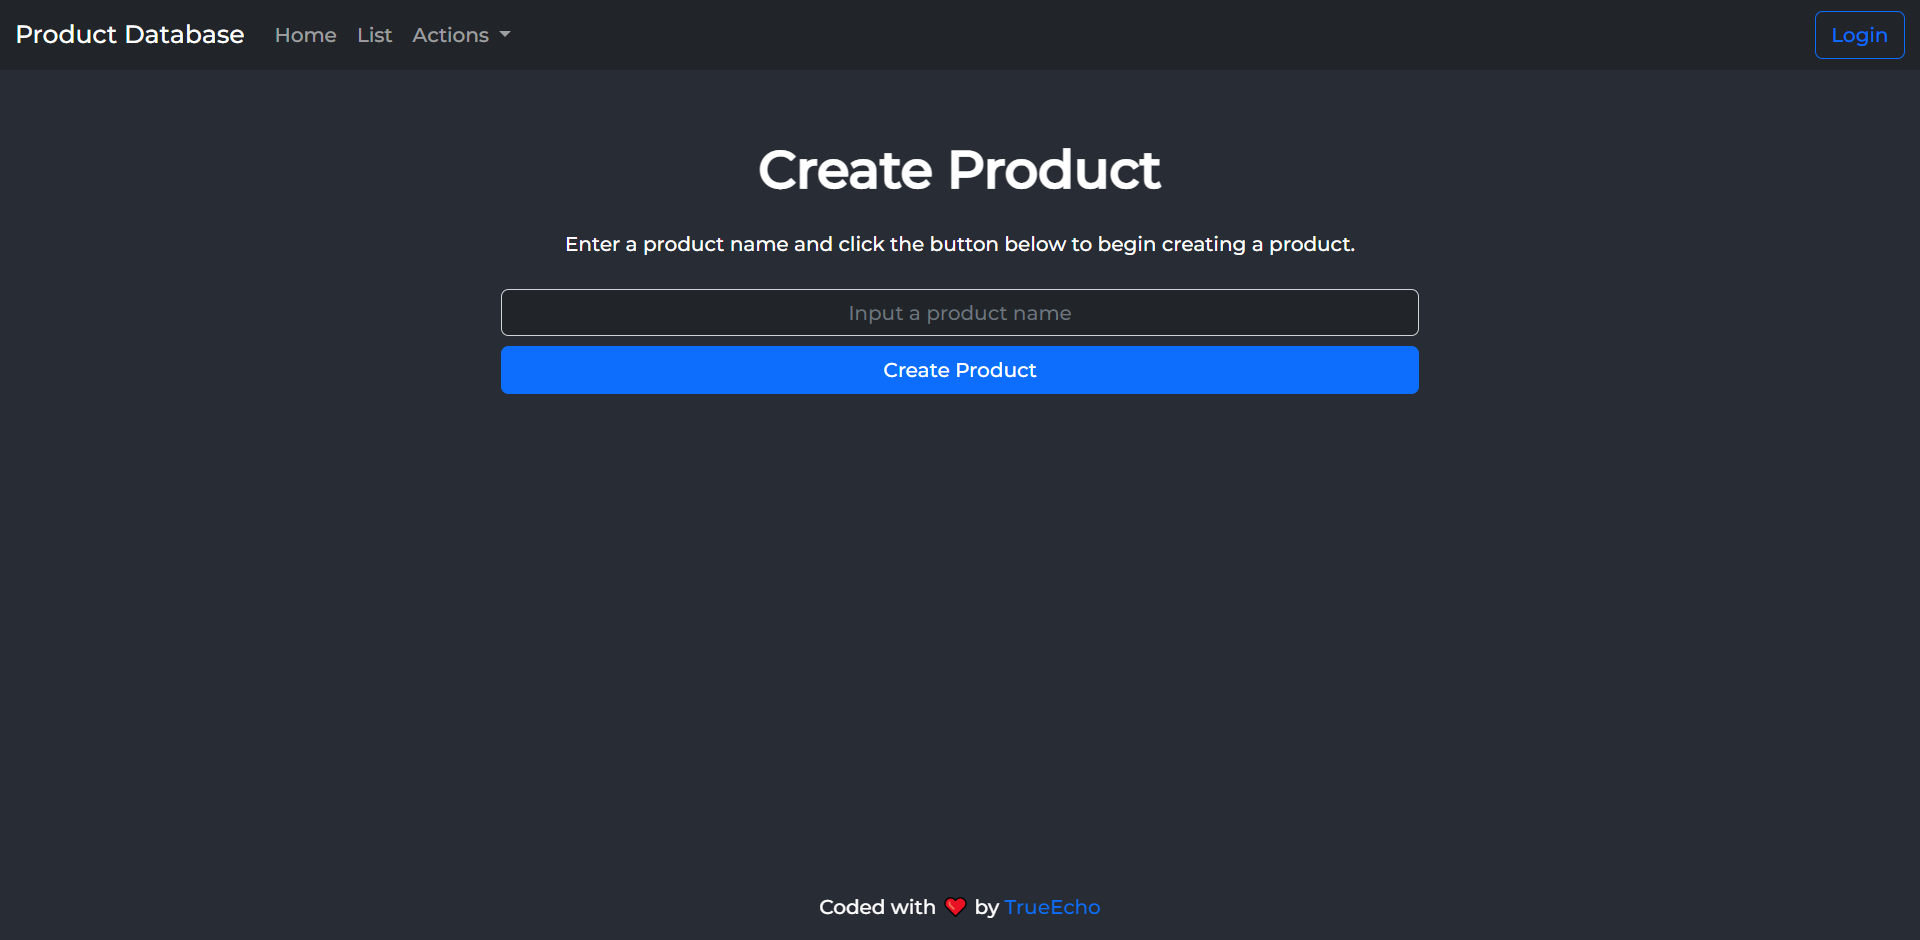 Product Database Home List Actions Login
Create Product
Enter a product name and click the button below to begin creating a product.
Input a product name
Create Product
Coded with ❤ by TrueEcho